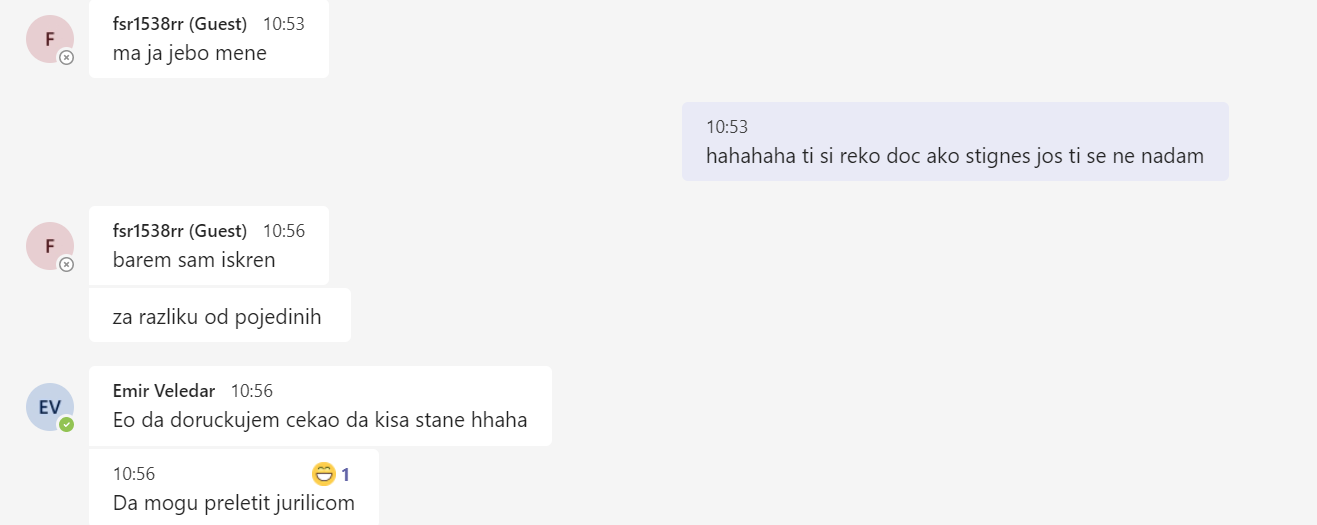 F
fsr1538rr (Guest) 10:53
ma ja jebo mene
10:53
hahahaha ti si reko doc ako stignes jos ti se ne nadam
F
fsr1538rr (Guest) 10:56
barem sam iskren
za razliku od pojedinih
EV
Emir Veledar 10:56
Eo da doruckujem cekao da kisa stane hhaha
10:56 1
Da mogu preletit jurilicom